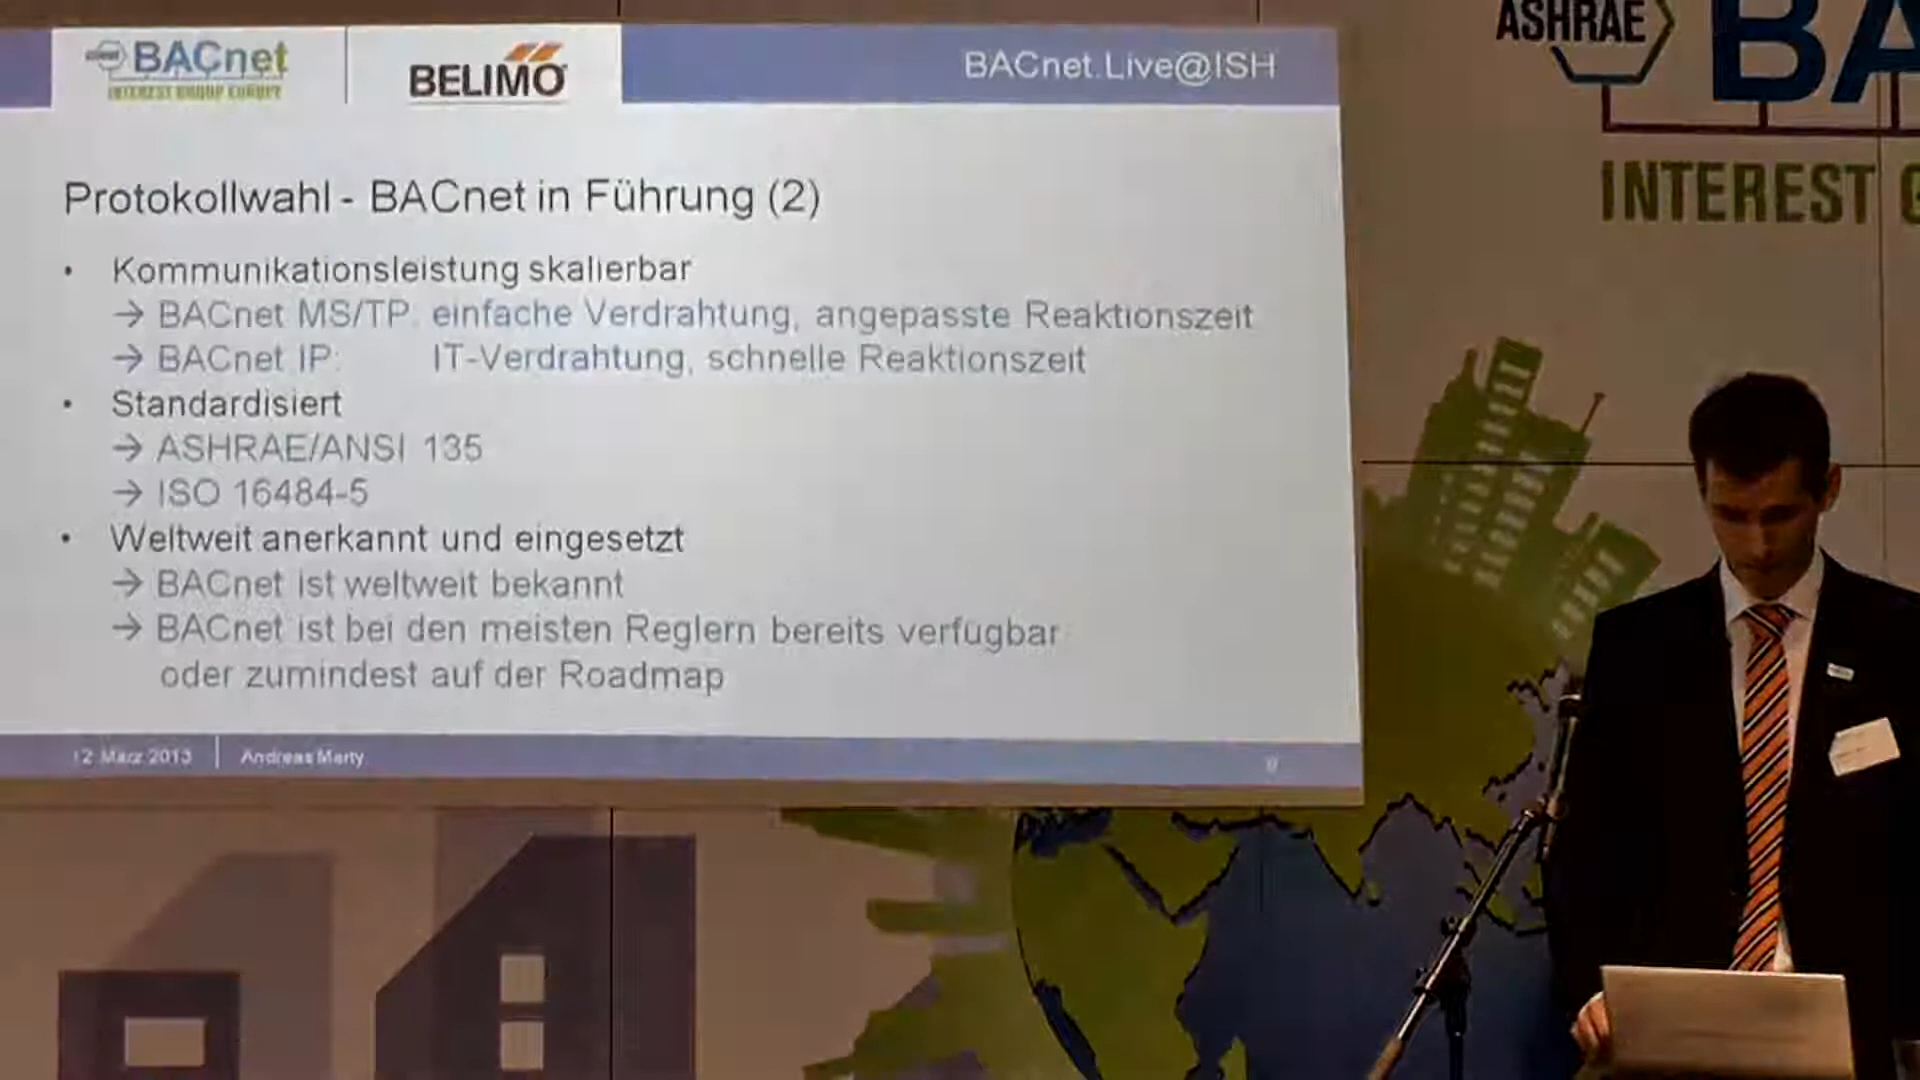 BACnet
INTEREST GROUP EUROPE
BELIMO
BACnet.Live@ISH
Protokollwahl - BACnet in Führung (2)
• Kommunikationsleistung skalierbar
→ BACnet MS/TP: einfache Verdrahtung, angepasste Reaktionszeit
→ BACnet IP: IT-Verdrahtung, schnelle Reaktionszeit
• Standardisiert
→ ASHRAE/ANSI 135
→ ISO 16484-5
• Weltweit anerkannt und eingesetzt
→ BACnet ist weltweit bekannt
→ BACnet ist bei den meisten Reglern bereits verfügbar
oder zumindest auf der Roadmap
12 März 2013 Andreas Marty
ASHRAE
BA
INTEREST G